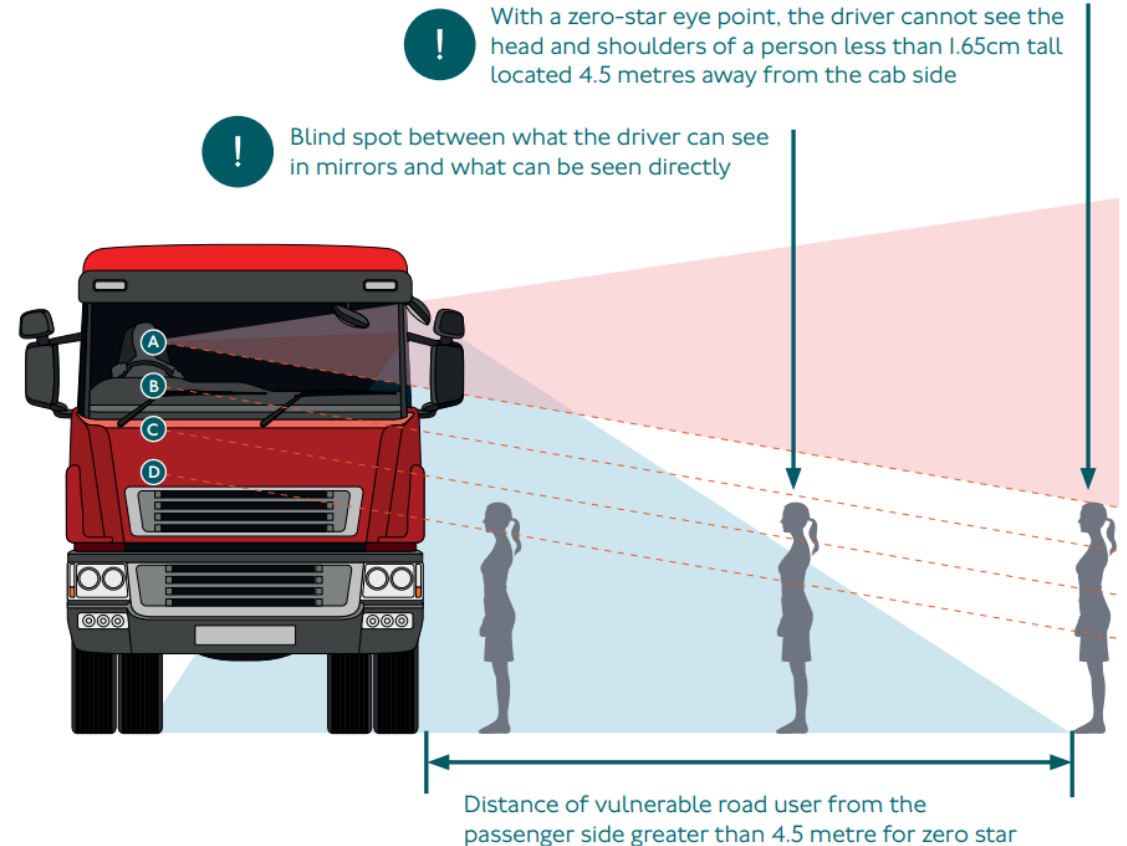 With a zero-star eye point, the driver cannot see the
head and shoulders of a person less than 1.65cm tall
located 4.5 metres away from the cab side
Blind spot between what the driver can see
in mirrors and what can be seen directly
A
B
C
D
Distance of vulnerable road user from the
passenger side greater than 4.5 metre for zero star